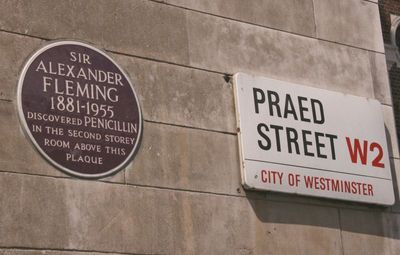 SIR
ALEXANDER
FLEMING
1881-1955
DISCOVERED PENICILLIN
IN THE SECOND STOREY
ROOM ABOVE THIS
PLAQUE
PRAED
STREET W2
CITY OF WESTMINSTER